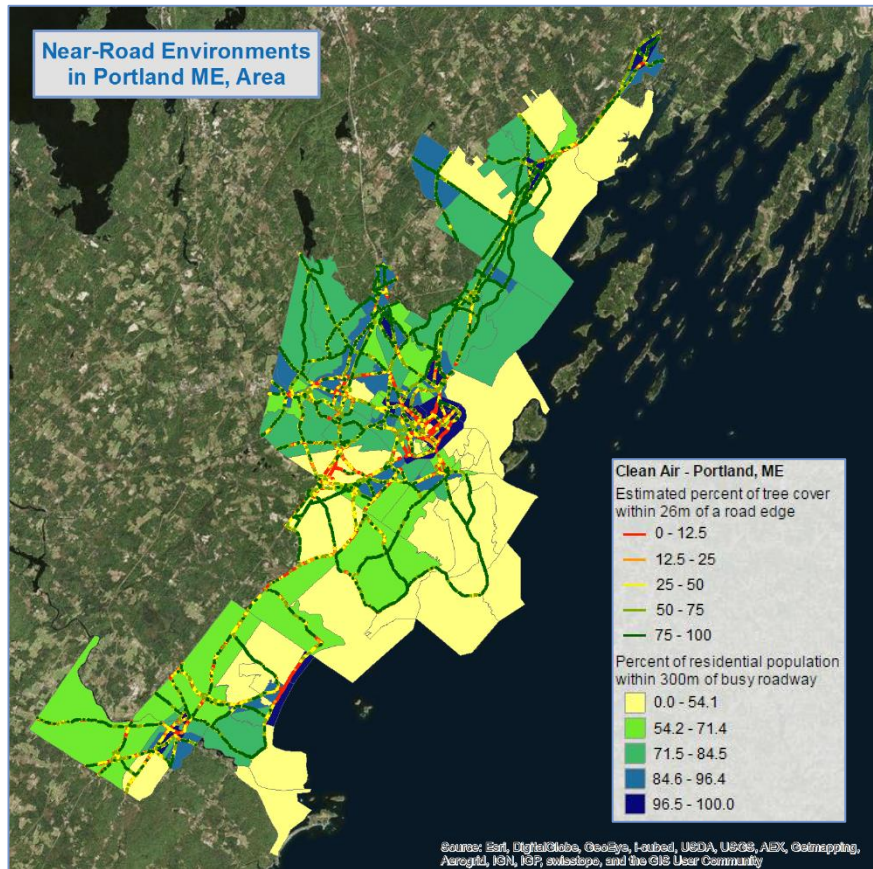 Near-Road Environments
in Portland ME, Area
Clean Air - Portland, ME
Estimated percent of tree cover
within 26m of a road edge
0 - 12.5
12.5 - 25
25 - 50
50 - 75
75 - 100
Percent of residential population
within 300m of busy roadway
0.0 - 54.1
54.2 - 71.4
71.5 - 84.5
84.6 - 96.4
96.5 - 100.0
Source: Esri, DigitalGlobe, GeoEye, i-cubed, USDA, USGS, AEX, Getmapping,
Aerogrid, IGN, IGP, swisstopo, and the GIS User Community